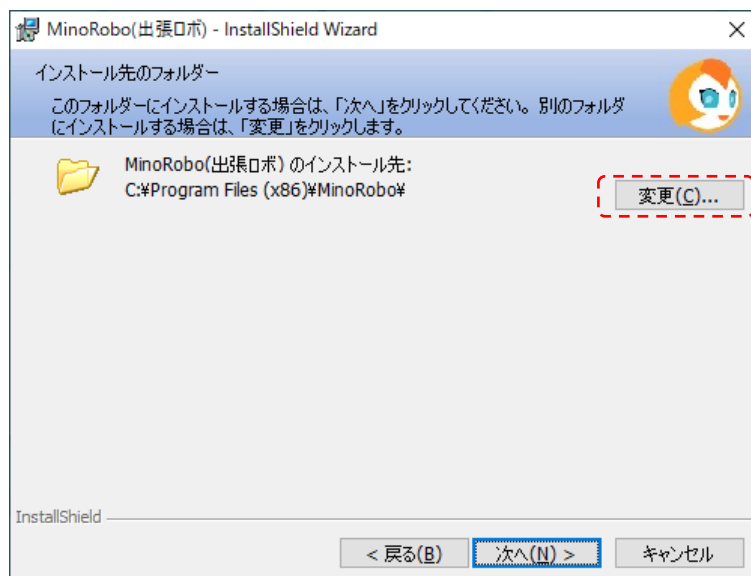 MinoRobo(出張ロボ) - InstallShield Wizard
インストール先のフォルダー
このフォルダーにインストールする場合は、「次へ」をクリックしてください。別のフォルダ
にインストールする場合は、「変更」をクリックします。
MinoRobo(出張ロボ) のインストール先:
C:¥Program Files (x86)¥MinoRobo¥
変更(C)...
InstallShield
< 戻る(B)
次へ(N) >
キャンセル